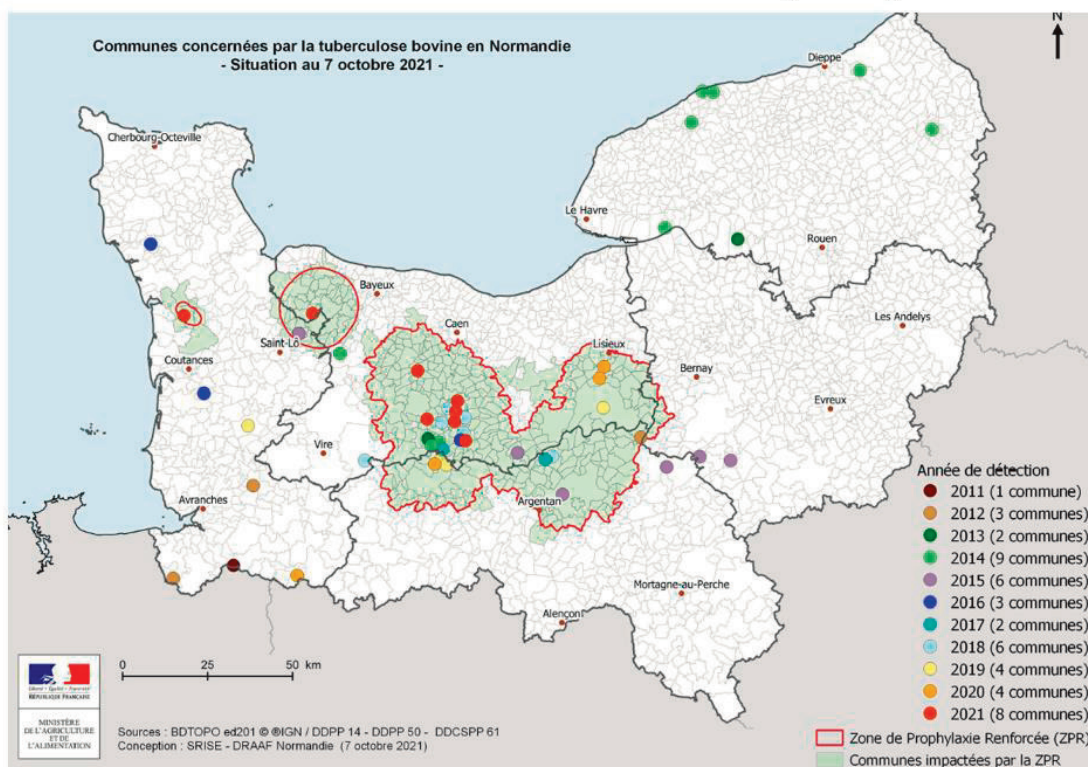 Communes concernées par la tuberculose bovine en Normandie
- Situation au 7 octobre 2021 -
N
Dieppe
Cherbourg-Octeville
Le Havre
Rouen
Bayeux
Les Andelys
Caen
Saint-Lô
Lisieux
Coutances
Bernay
Evreux
Vire
Avranches
Argentan
Mortagne-au-Perche
Alençon
Année de détection
2011 (1 commune)
2012 (3 communes)
2013 (2 communes)
2014 (9 communes)
2015 (6 communes)
2016 (3 communes)
2017 (2 communes)
2018 (6 communes)
2019 (4 communes)
2020 (4 communes)
2021 (8 communes)
Zone de Prophylaxie Renforcée (ZPR)
Communes impactées par la ZPR
0 25 50 km
Liberté • Égalité • Fraternité
RÉPUBLIQUE FRANÇAISE
MINISTÈRE
DE L'AGRICULTURE
ET DE
L'ALIMENTATION
Sources : BDTOPO ed201 © ®IGN / DDPP 14 - DDPP 50 - DDCSPP 61
Conception : SRISE - DRAAF Normandie (7 octobre 2021)